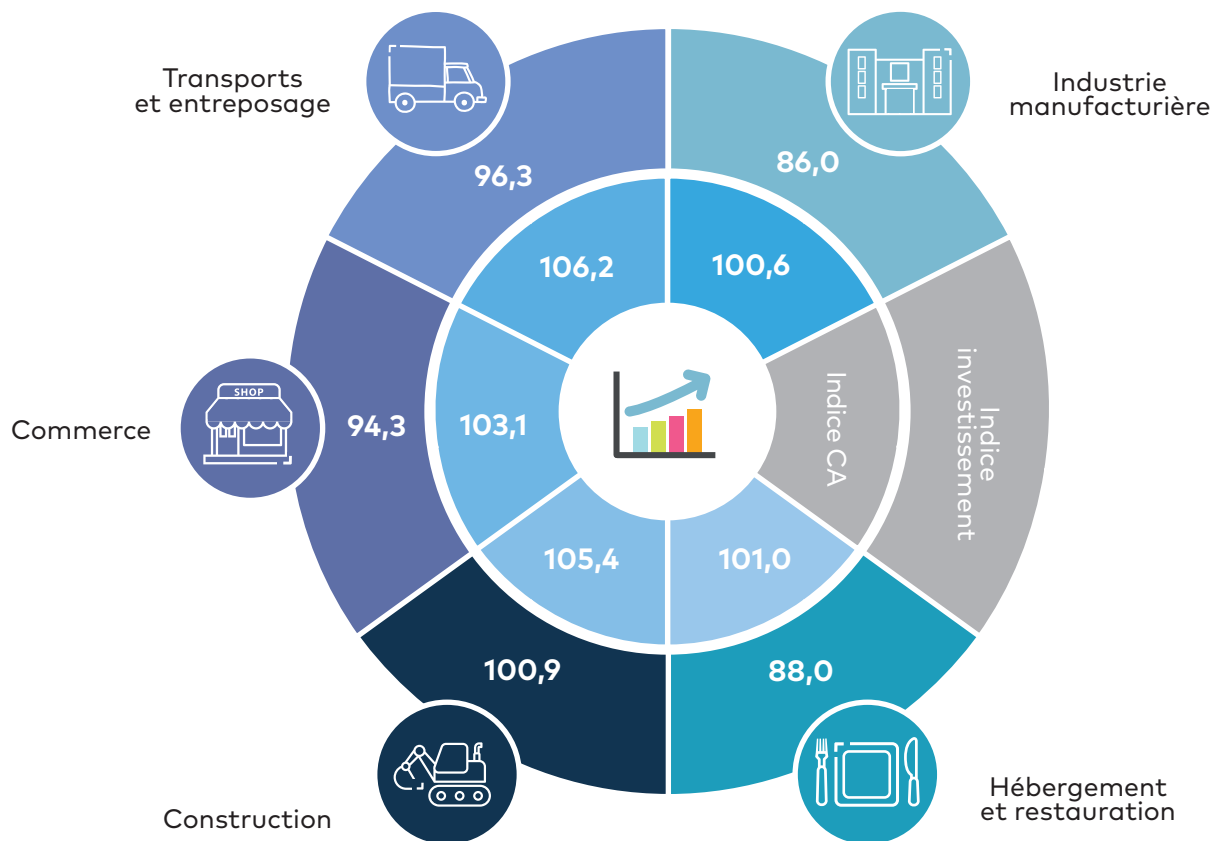 Transports
et entreposage
Industrie
manufacturière
96,3
86,0
106,2
100,6
SHOP
Commerce
94,3
103,1
Indice CA
Indice
investissement
105,4
101,0
100,9
88,0
Construction
Hébergement
et restauration